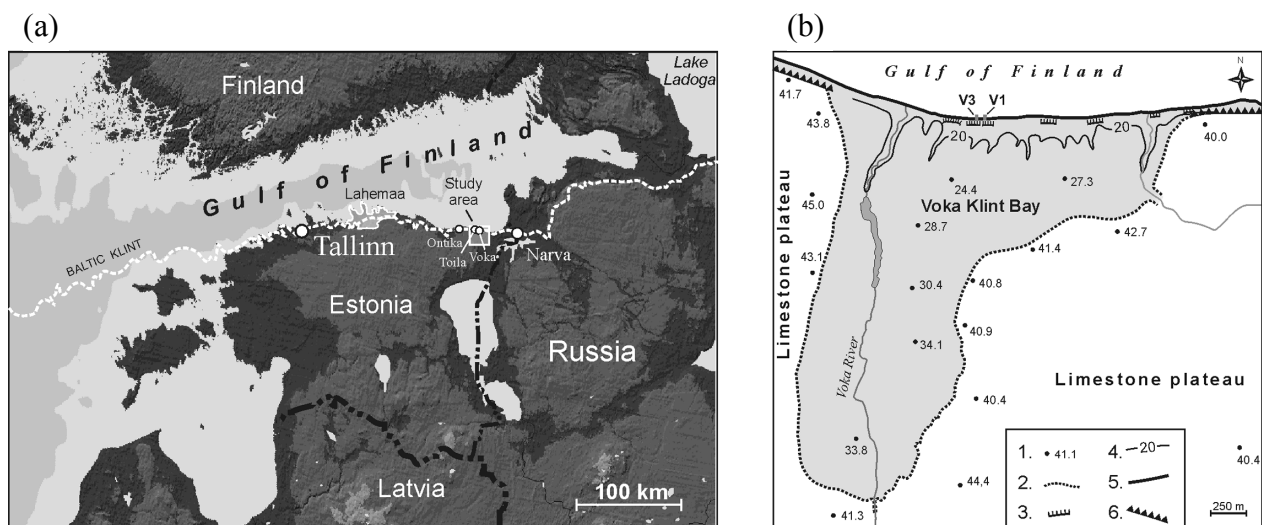 (a)
Finland
Lake
Ladoga
Gulf of Finland
Lahemaa
Study
area
Tallinn
Ontika
Toila
Voka
Narva
BALTIC KLINT
Estonia
Russia
Latvia
100 km
(b)
Gulf of Finland
N
41.7
V3 V1
43.8
20
20
40.0
24.4
27.3
45.0
Voka Klint Bay
28.7
42.7
41.4
43.1
30.4
40.8
Limestone plateau
40.9
34.1
Voka River
Limestone plateau
40.4
33.8
40.4
44,4
41.3
1. 41.1
2.
3.
4. 20
5.
6.
250 m